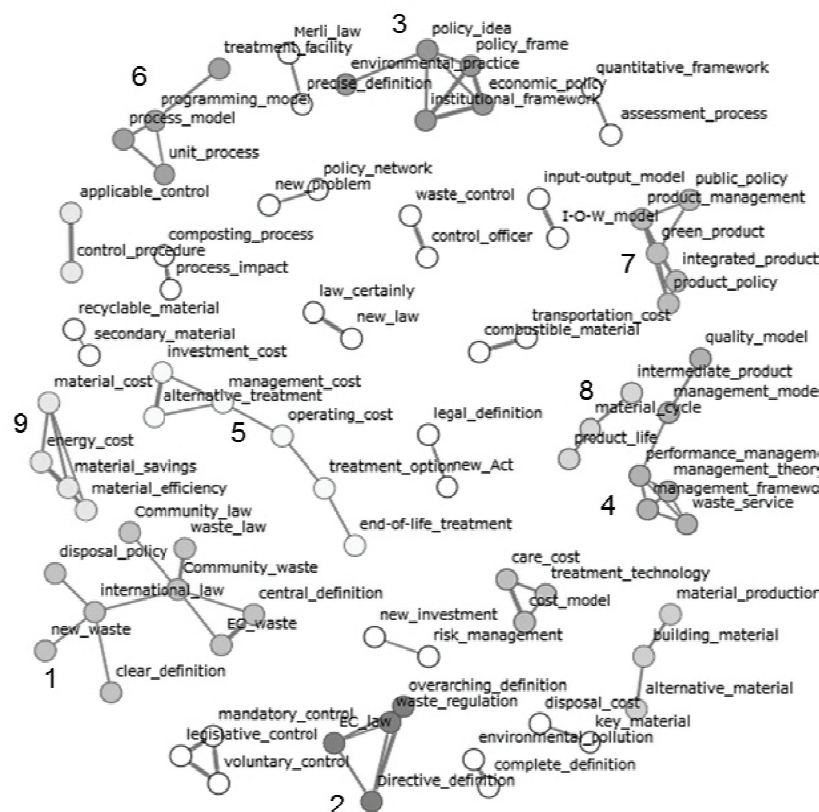 Merli_law
3
policy_idea
treatment_facility
policy_frame
6
environmental_practice
quantitative_framework
precise_definition
economic_policy
programming_model
institutional_framework
process_model
assessment_process
unit_process
policy_network
input-output_model
public_policy
applicable_control
new_problem
waste_control
product_management
I-O-W_model
composting_process
control_officer
green_product
control_procedure
process_impact
7
integrated_product
law_certainly
product_policy
recyclable_material
new_law
transportation_cost
secondary_material
combustible_material
investment_cost
quality_model
material_cost
management_cost
intermediate_product
alternative_treatment
8
management_mode
9
5
operating_cost
legal_definition
material_cycle
energy_cost
product_life
material_savings
treatment_option
new_Act
performance_manageme
management_theory
material_efficiency
management_framewo
Community_law
4
waste_service
waste_law
end-of-life_treatment
disposal_policy
Community_waste
care_cost
treatment_technology
international_law
central_definition
material_production
cost_model
new_waste
EC_waste
new_investment
building_material
1
risk_management
clear_definition
overarching_definition
alternative_material
mandatory_control
waste_regulation
disposal_cost
legislative_control
EC_law
key_material
voluntary_control
environmental_pollution
Directive_definition
complete_definition
2